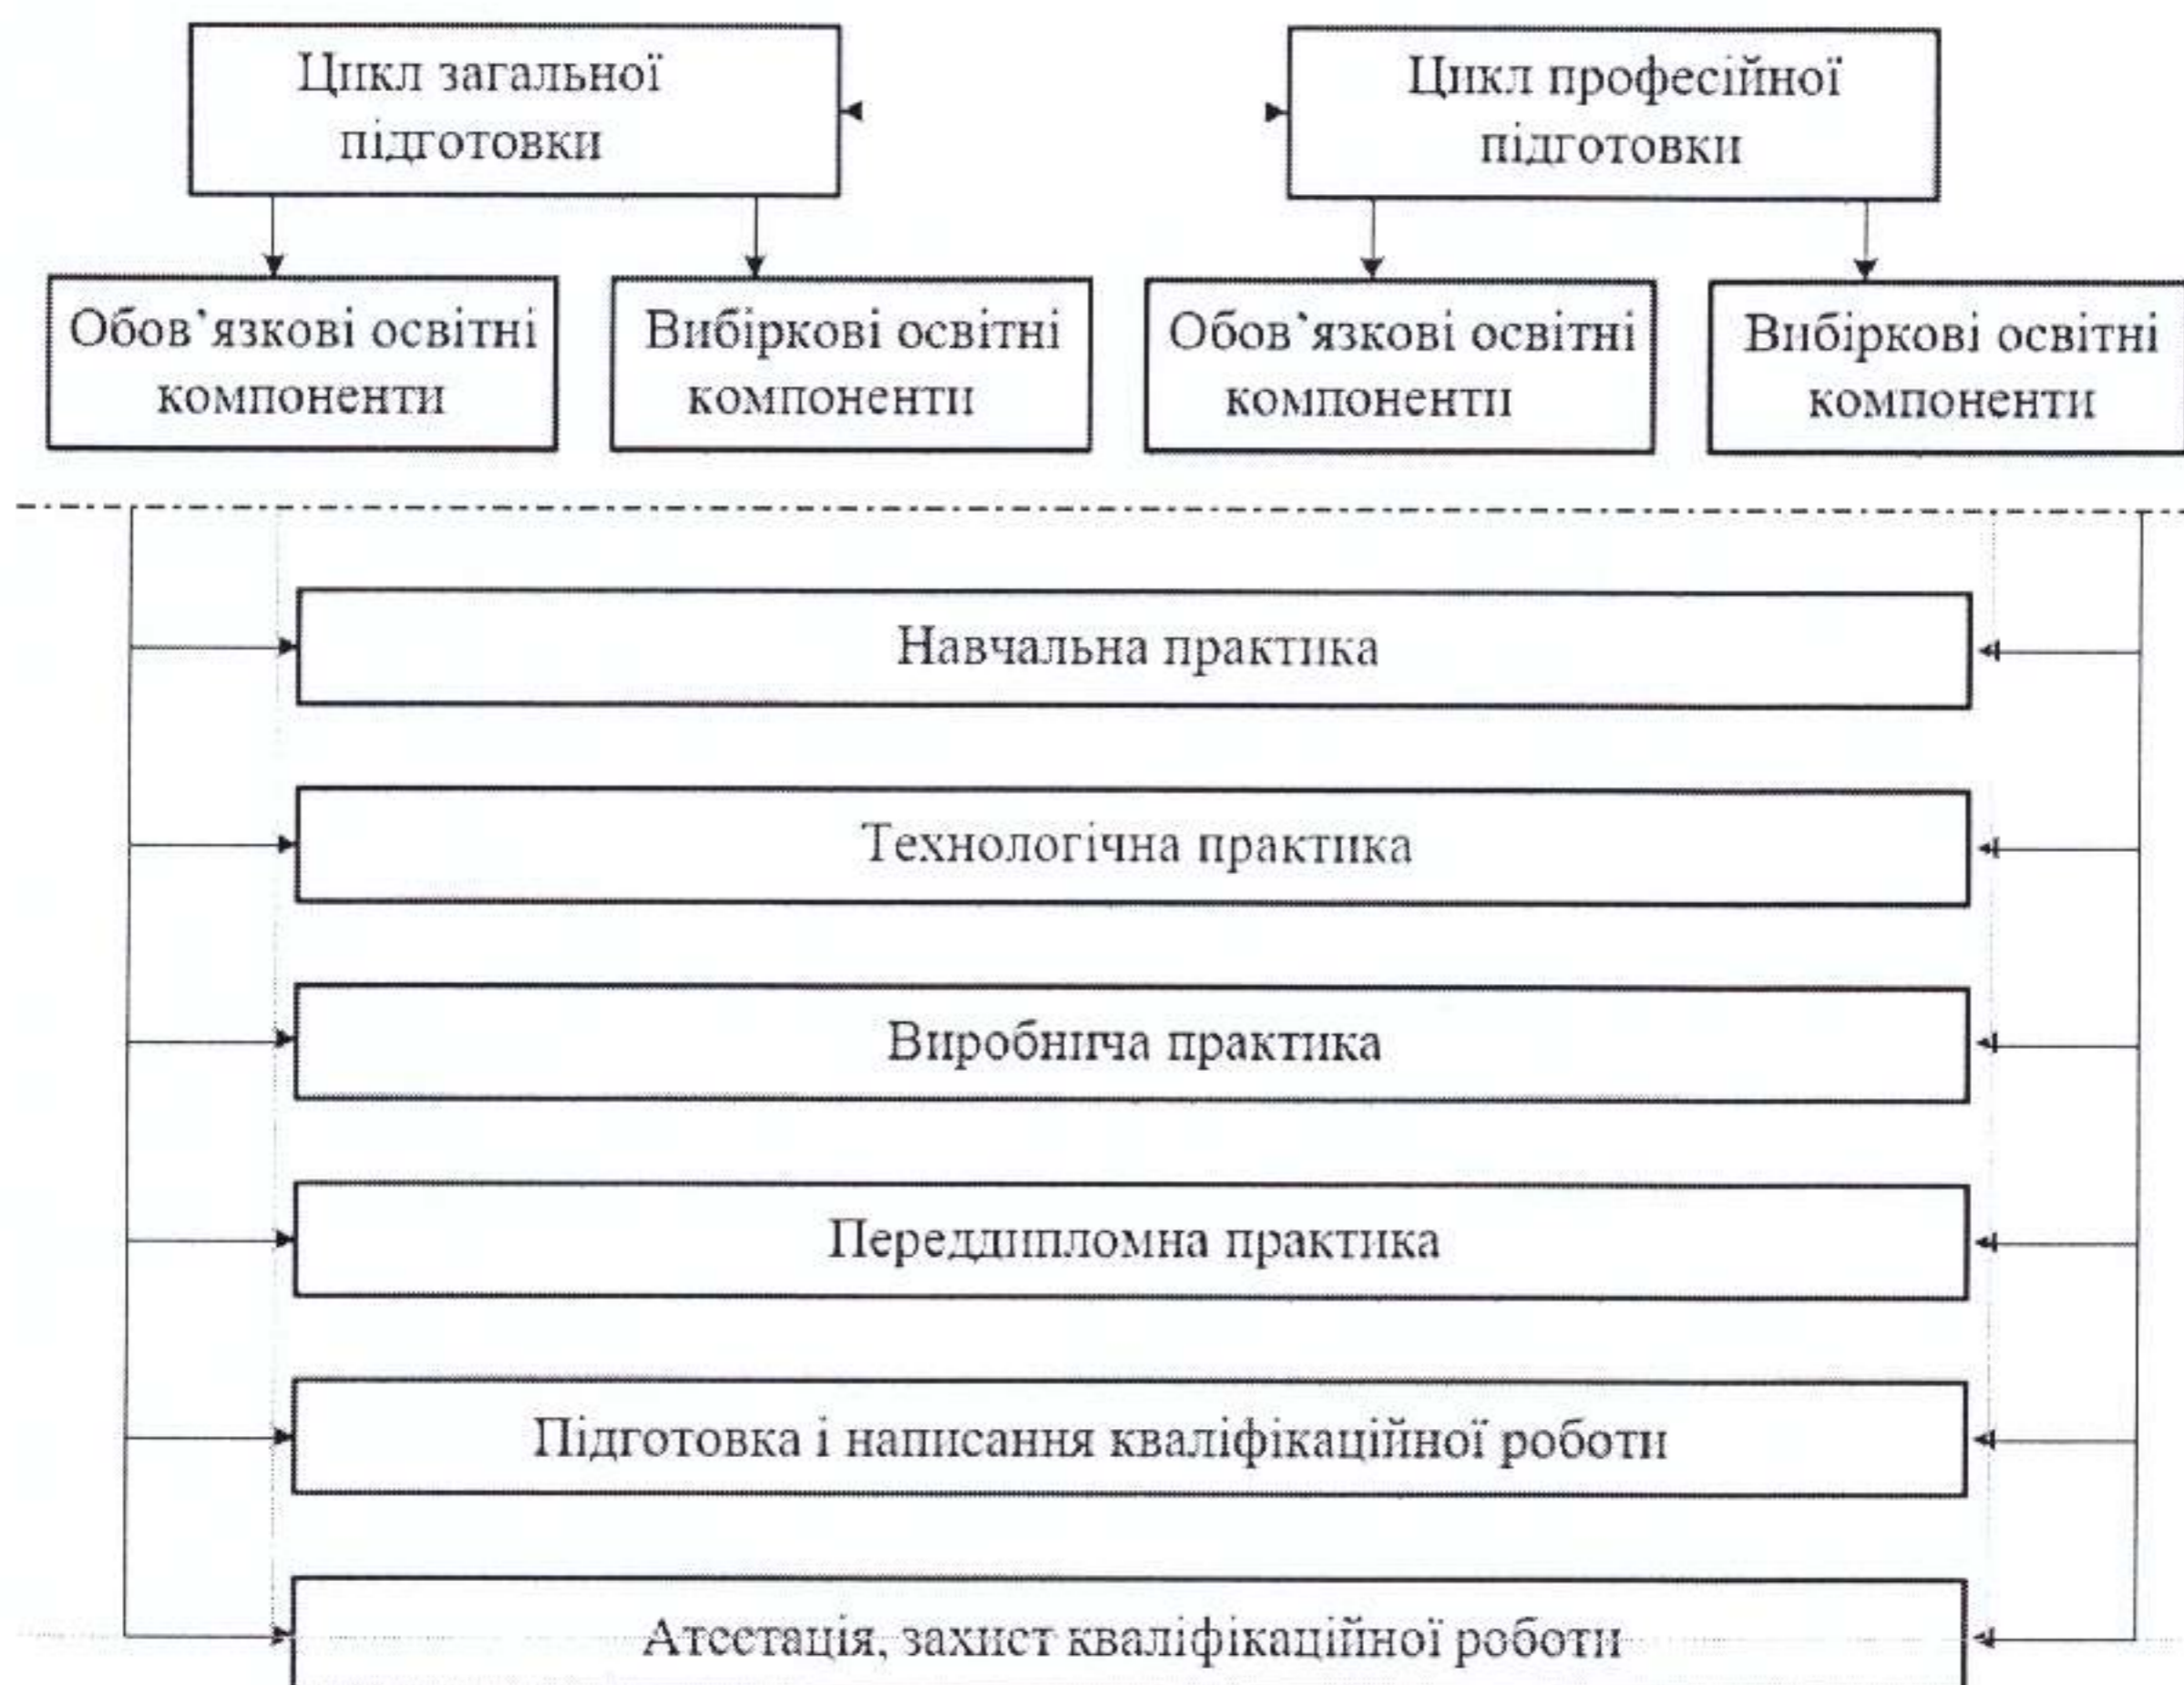 Цикл загальної
підготовки
Цикл професійної
підготовки
Обов`язкові освітні
компоненти
Вибіркові освітні
компоненти
Обов`язкові освітні
компоненти
Вибіркові освітні
компоненти
Навчальна практика
Технологічна практика
Виробнича практика
Переддипломна практика
Підготовка і написання кваліфікаційної роботи
Атестація, захист кваліфікаційної роботи